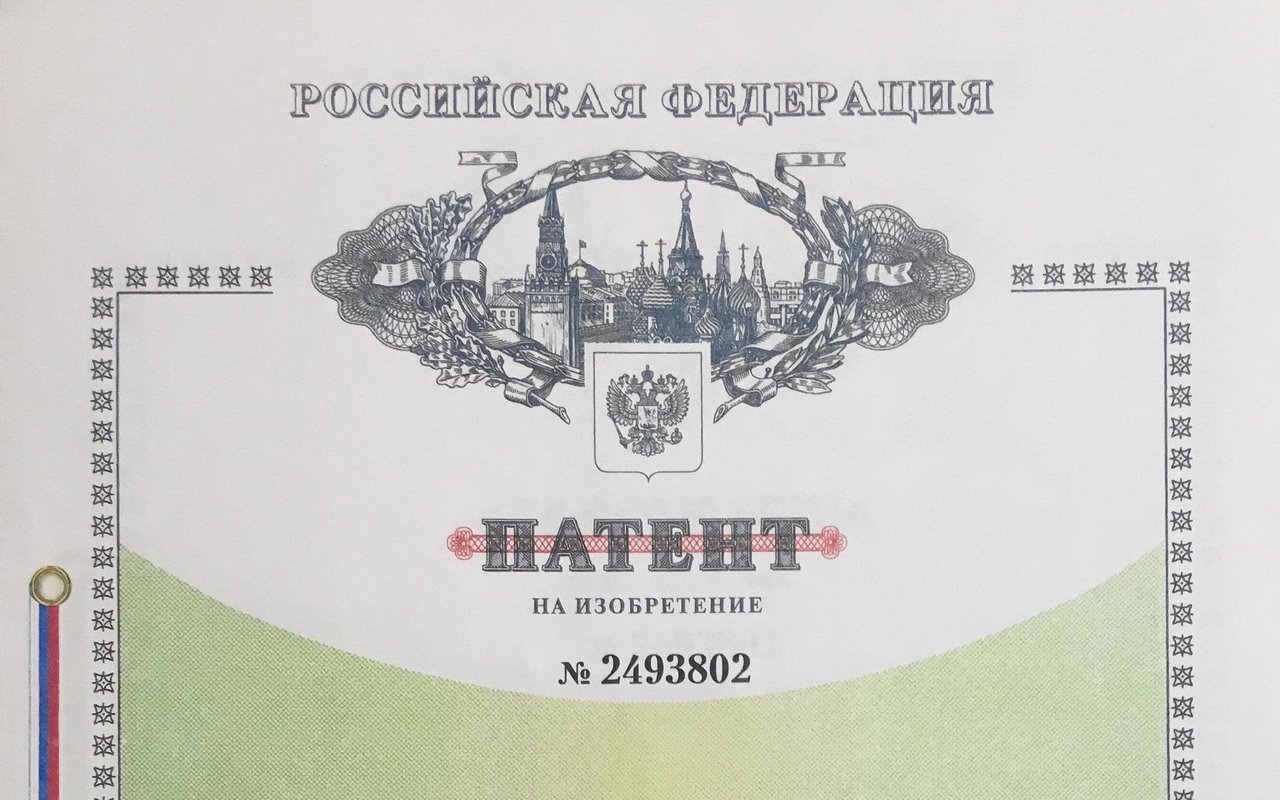 РОССИЙСКАЯ ФЕДЕРАЦИЯ
ПАТЕНТ
НА ИЗОБРЕТЕНИЕ
№ 2493802